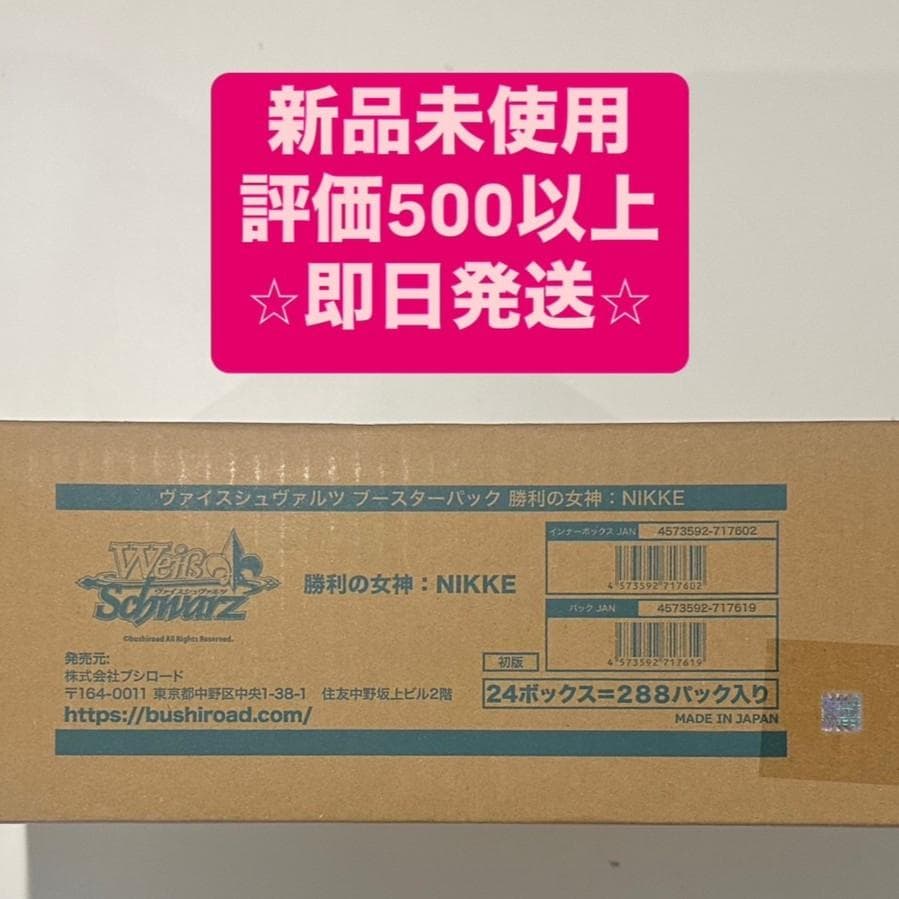 新品未使用
評価500以上
☆即日発送☆
ヴァイスシュヴァルツ ブースターパック 勝利の女神：NIKKE
Weiß
ヴァイスシュヴァルツ
Schwarz
©bushiroad All Rights Reserved.
勝利の女神：NIKKE
インナーボックス JAN 4573592-717602
4 573592 717602
パック JAN 4573592-717619
4 573592 717619
発売元:
株式会社ブシロード
〒164-0011 東京都中野区中央1-38-1 住友中野坂上ビル2階
https://bushiroad.com/
初版
24ボックス=288パック入り
MADE IN JAPAN